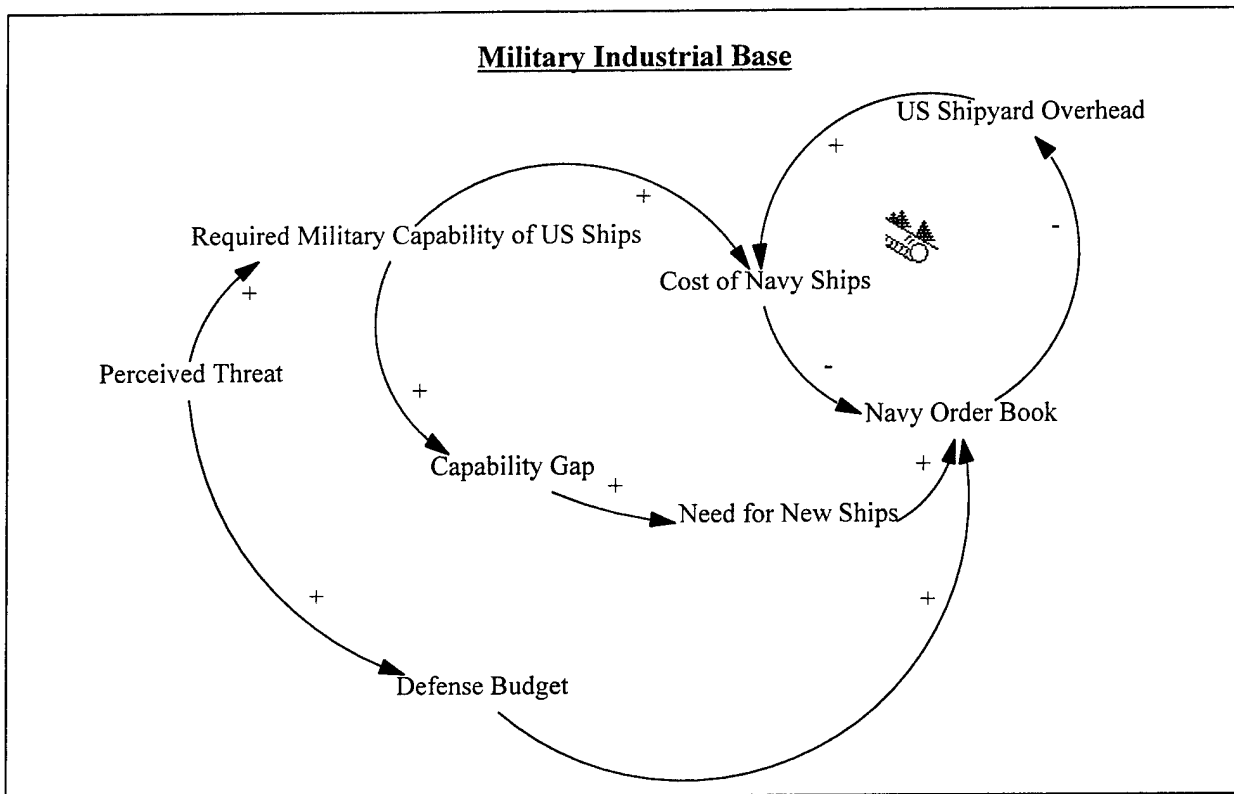 Military Industrial Base
US Shipyard Overhead
+
+
-
Required Military Capability of US Ships
Cost of Navy Ships
+
Perceived Threat
-
+
Navy Order Book
Capability Gap
+
+
Need for New Ships
+
+
Defense Budget